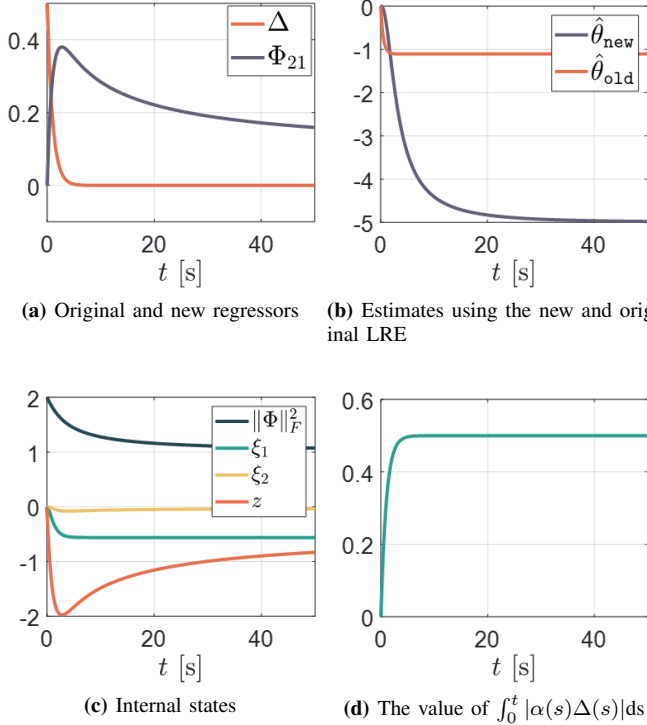 0.4
0.2
0
0
20
40
t [s]
Δ
Φ₂₁
(a) Original and new regressors
0
-1
-2
-3
-4
-5
0
20
40
t [s]
θ̂_new
θ̂_old
(b) Estimates using the new and orig
inal LRE
2
1
0
-1
-2
0
20
40
t [s]
‖Φ‖²_F
ξ₁
ξ₂
z
(c) Internal states
0.6
0.4
0.2
0
0
20
40
t [s]
(d) The value of ∫₀ᵗ |α(s)Δ(s)|ds